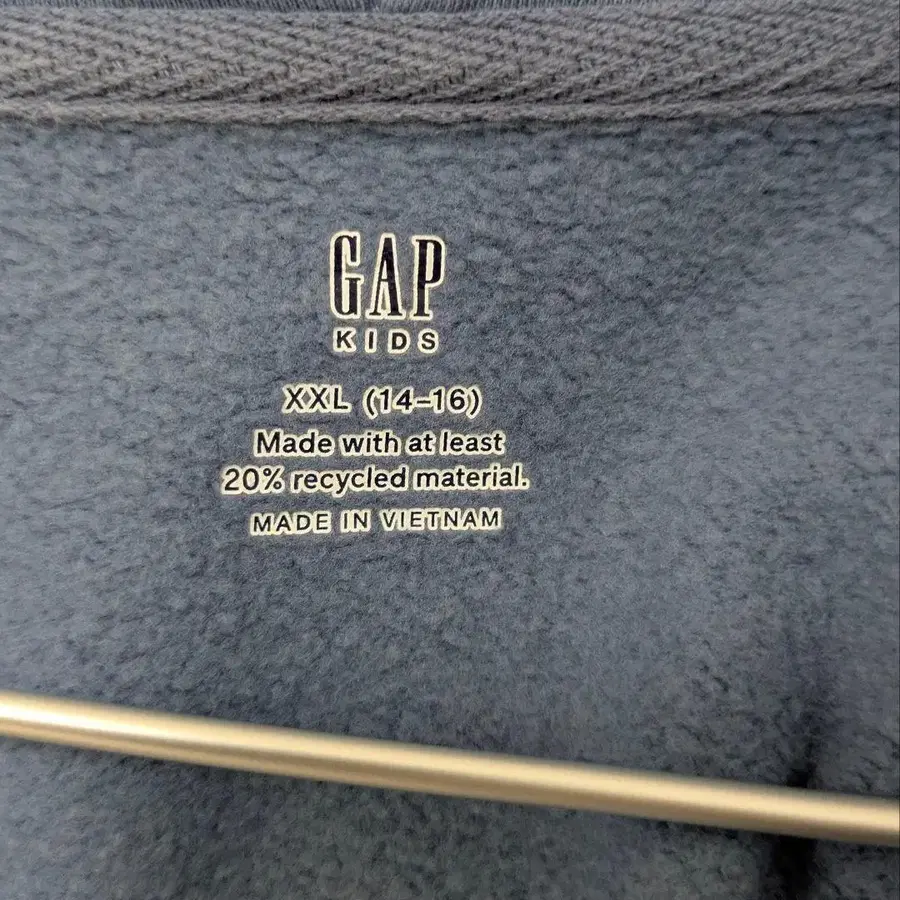 GAP
KIDS
XXL (14–16)
Made with at least
20% recycled material.
MADE IN VIETNAM